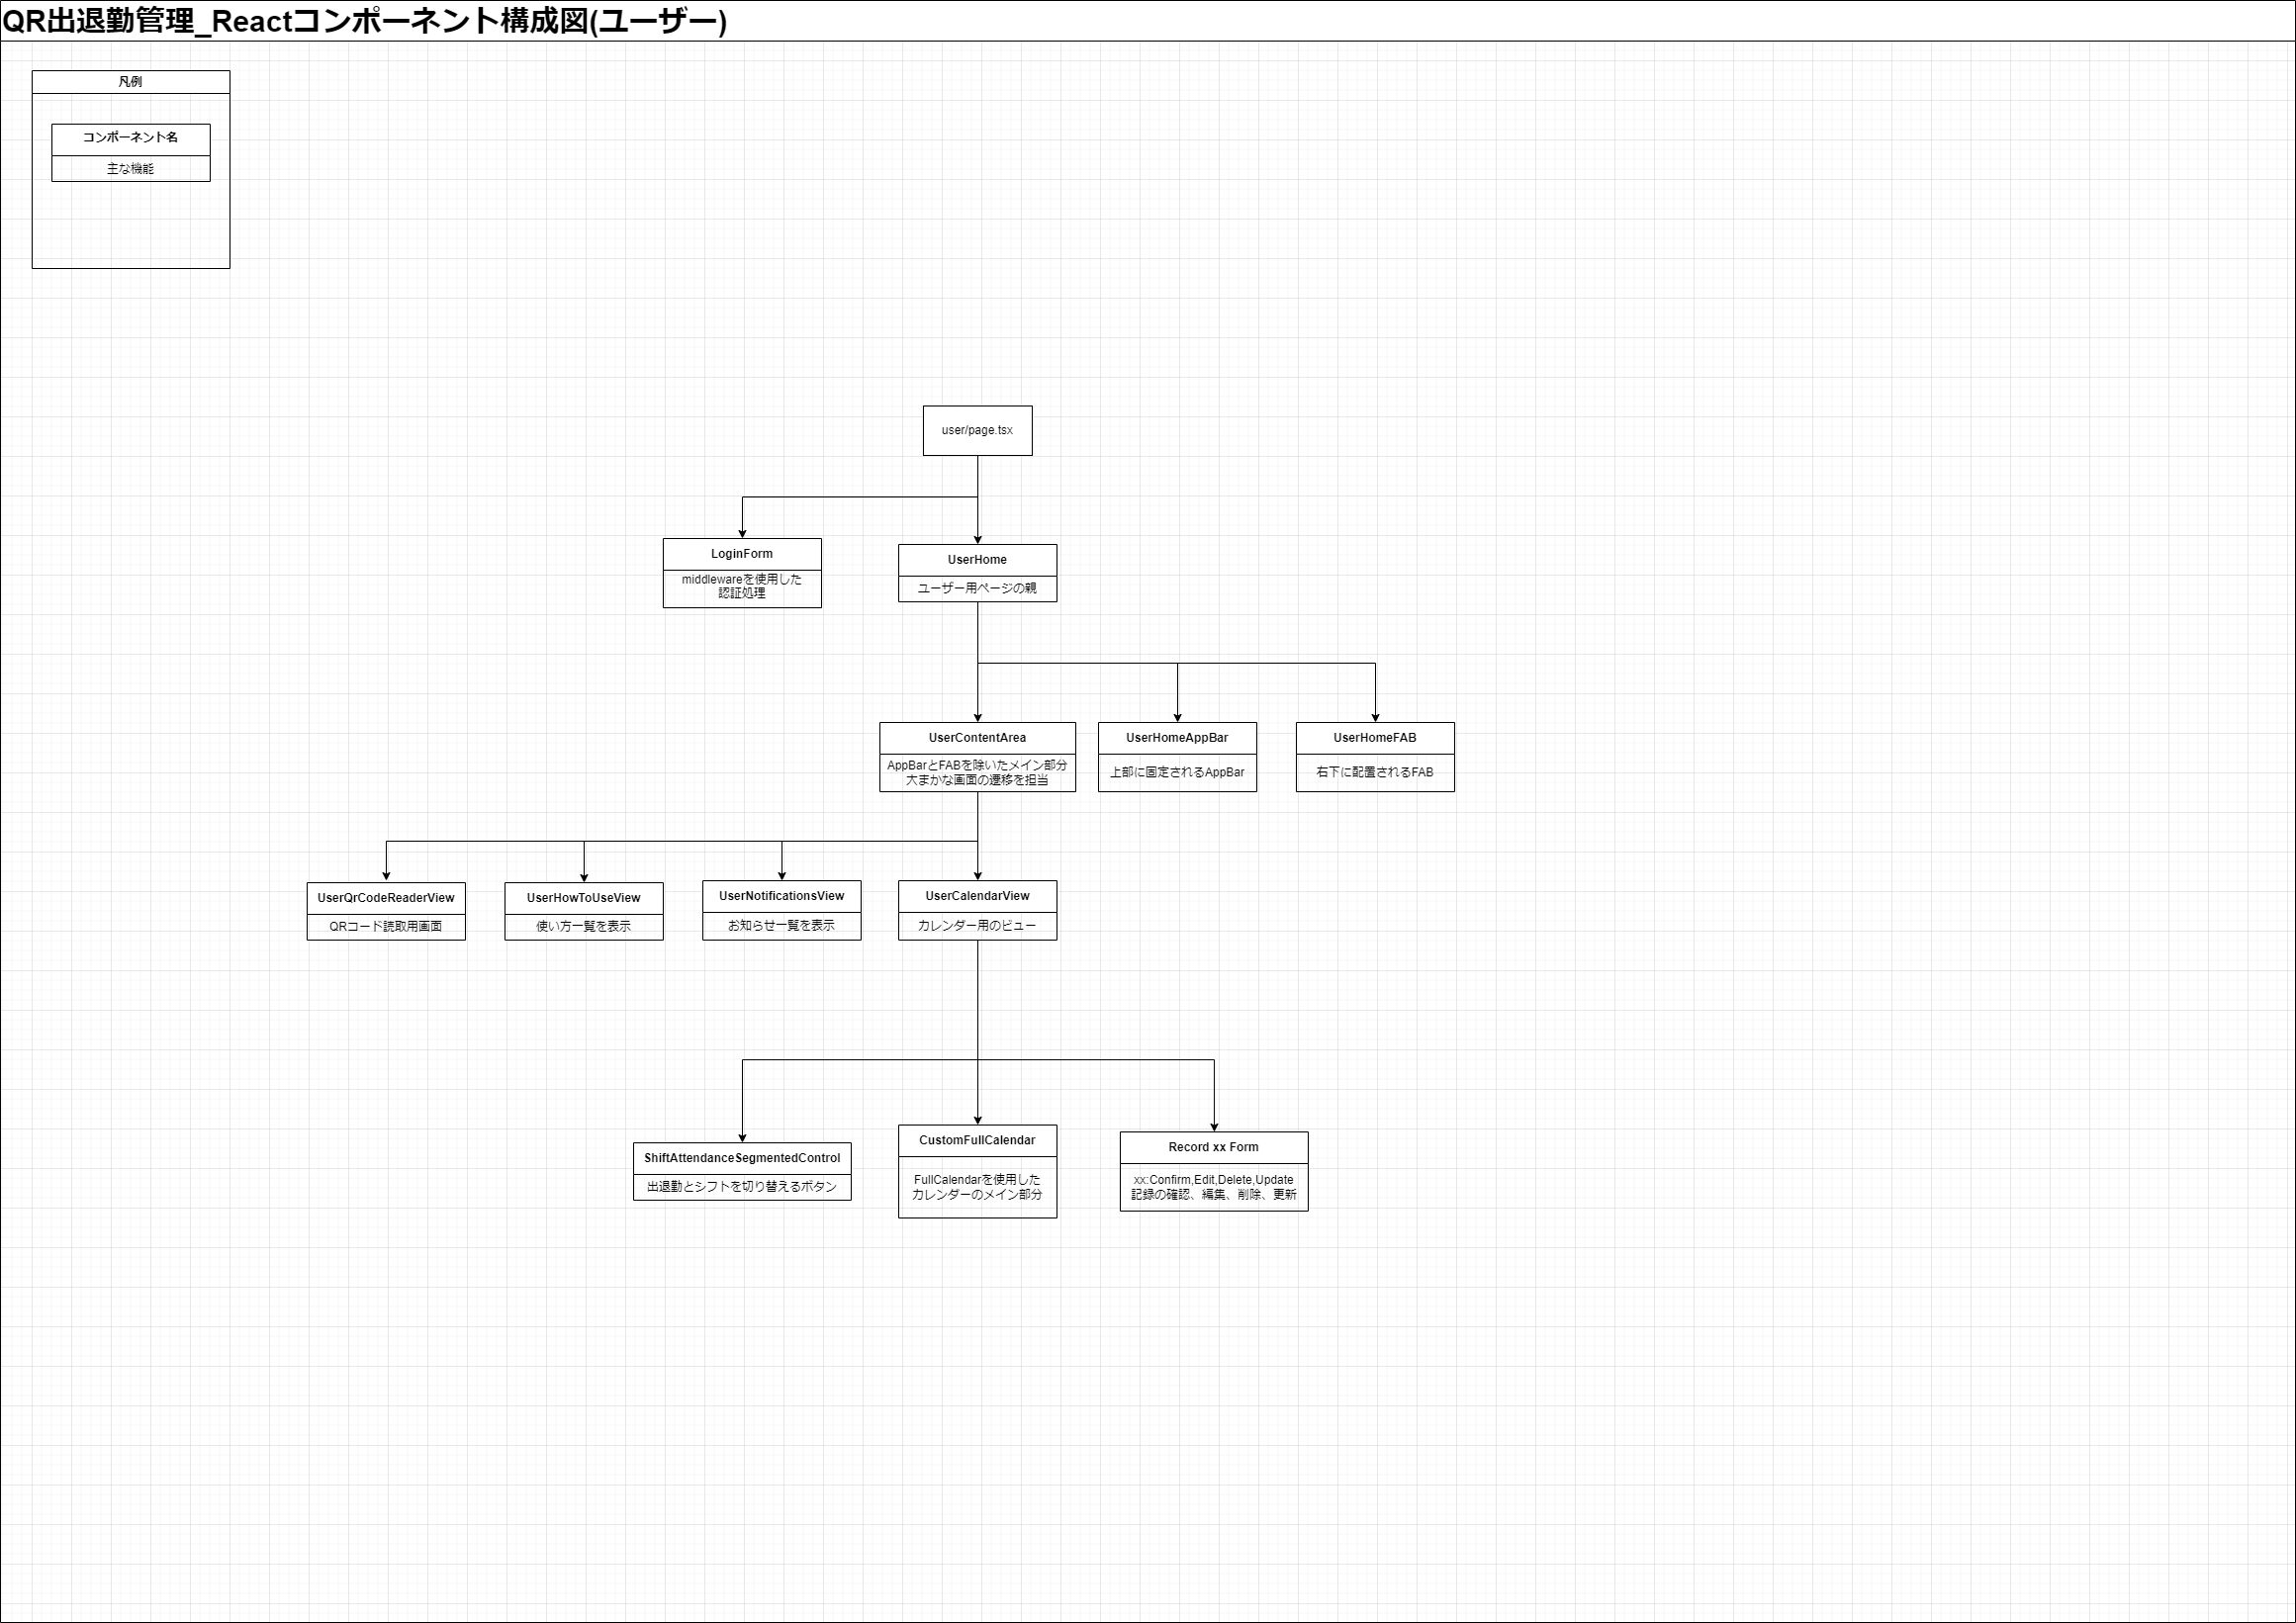 QR出退勤管理_Reactコンポーネント構成図(ユーザー)
凡例
コンポーネント名
主な機能
user/page.tsx
LoginForm
middlewareを使用した
認証処理
UserHome
ユーザー用ページの親
UserContentArea
AppBarとFABを除いたメイン部分
大まかな画面の遷移を担当
UserHomeAppBar
上部に固定されるAppBar
UserHomeFAB
右下に配置されるFAB
UserQrCodeReaderView
QRコード読取用画面
UserHowToUseView
使い方一覧を表示
UserNotificationsView
お知らせ一覧を表示
UserCalendarView
カレンダー用のビュー
ShiftAttendanceSegmentedControl
出退勤とシフトを切り替えるボタン
CustomFullCalendar
FullCalendarを使用した
カレンダーのメイン部分
Record xx Form
xx:Confirm,Edit,Delete,Update
記録の確認、編集、削除、更新